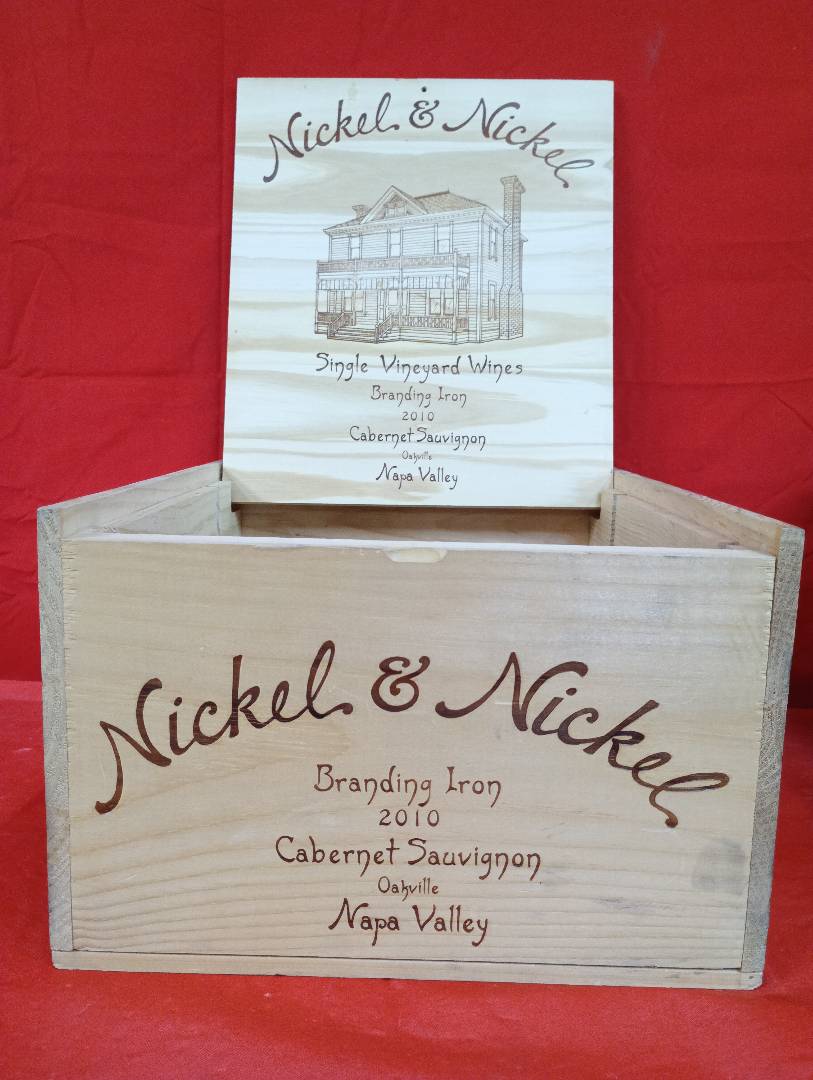 Nickel & Nickel
Single Vineyard Wines
Branding Iron
2010
Cabernet Sauvignon
Oakville
Napa Valley
Nickel & Nickel
Branding Iron
2010
Cabernet Sauvignon
Oakville
Napa Valley